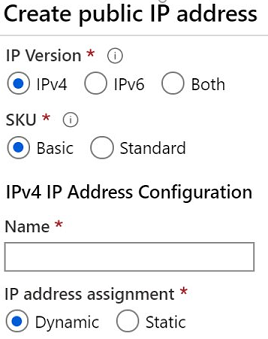 Create public IP address
IP Version * i
IPv4 IPv6 Both
SKU * i
Basic Standard
IPv4 IP Address Configuration
Name *
IP address assignment *
Dynamic Static